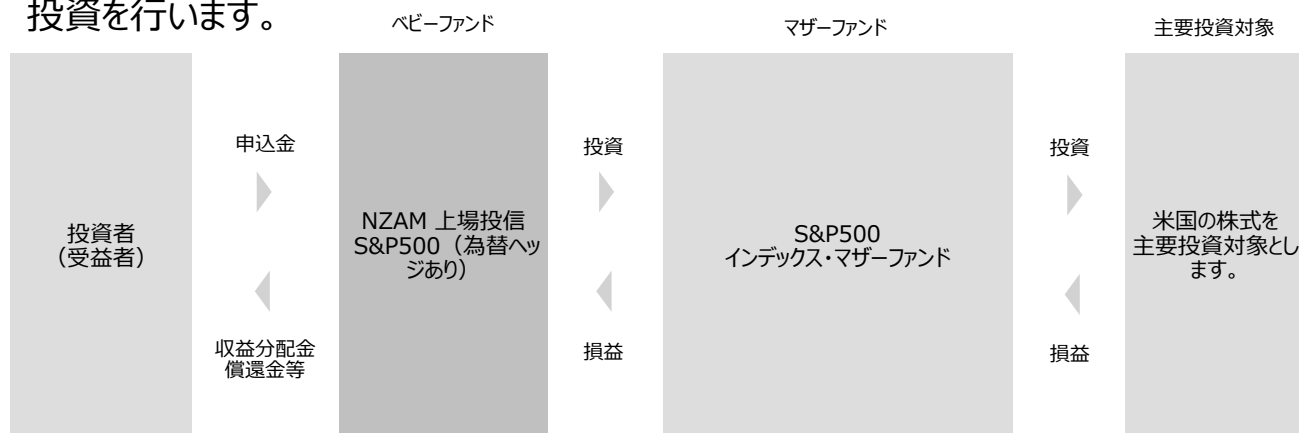 投資を行います。
ベビーファンド
マザーファンド
主要投資対象
投資者
（受益者）
申込金
収益分配金
償還金等
NZAM 上場投信
S&P500（為替ヘッ
ジあり）
投資
損益
S&P500
インデックス・マザーファンド
投資
損益
米国の株式を
主要投資対象とし
ます。